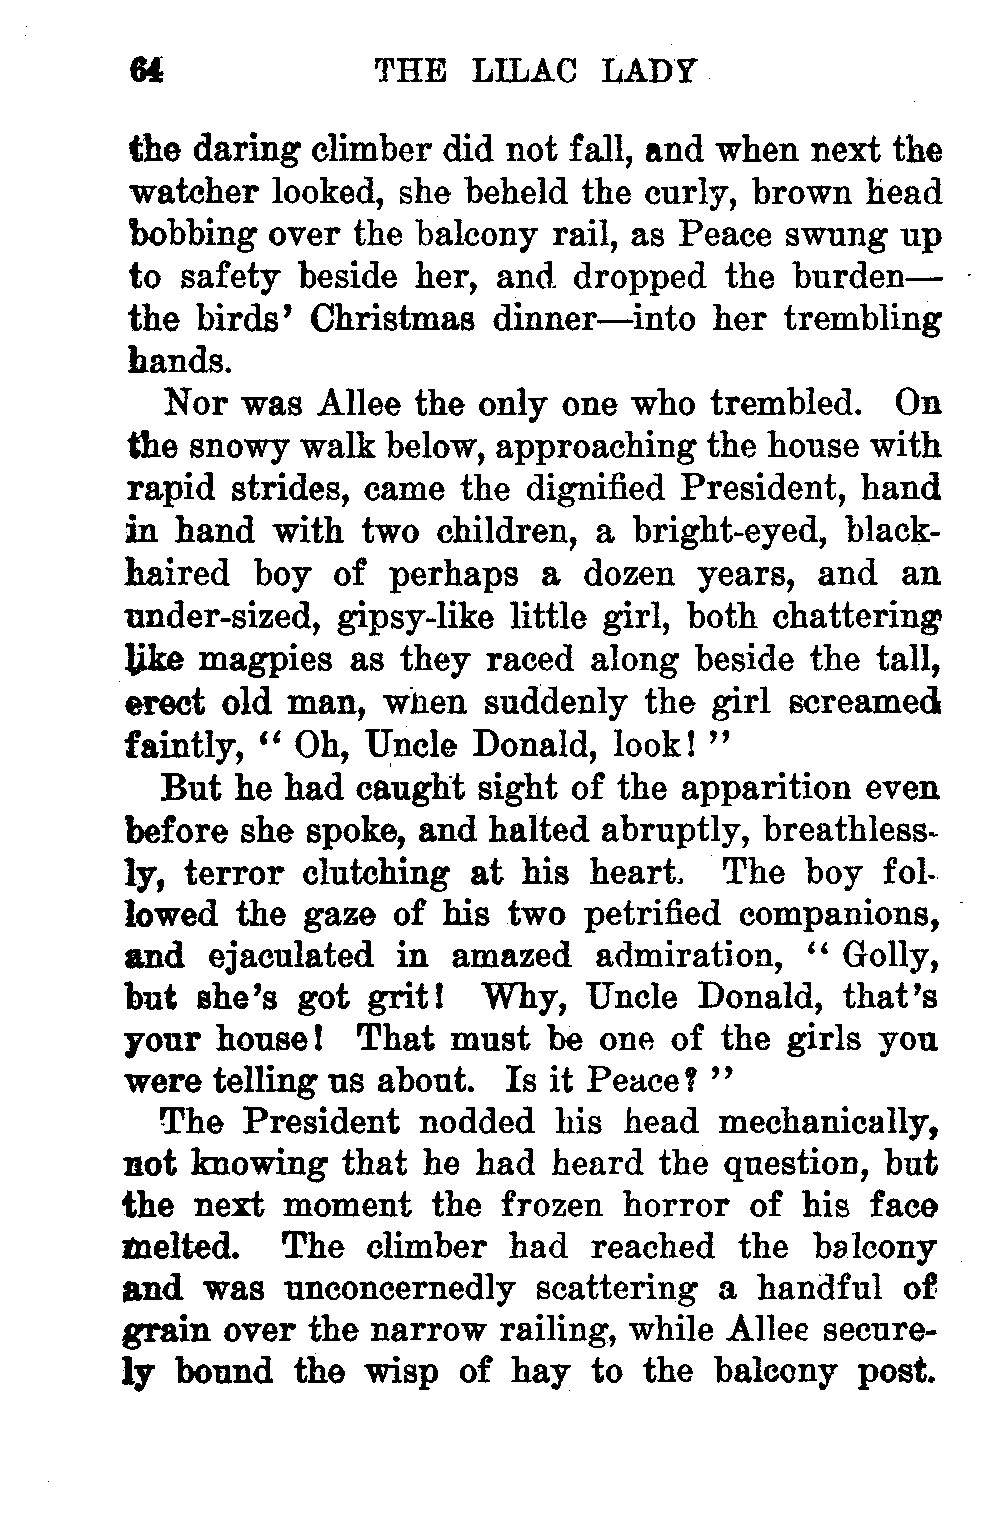 64 THE LILAC LADY
the daring climber did not fall, and when next the
watcher looked, she beheld the curly, brown head
bobbing over the balcony rail, as Peace swung up
to safety beside her, and dropped the burden—
the birds' Christmas dinner—into her trembling
hands.
Nor was Allee the only one who trembled. On
the snowy walk below, approaching the house with
rapid strides, came the dignified President, hand
in hand with two children, a bright-eyed, black-
haired boy of perhaps a dozen years, and an
under-sized, gipsy-like little girl, both chattering
like magpies as they raced along beside the tall,
erect old man, when suddenly the girl screamed
faintly, “ Oh, Uncle Donald, look! ”
But he had caught sight of the apparition even
before she spoke, and halted abruptly, breathless-
ly, terror clutching at his heart. The boy fol-
lowed the gaze of his two petrified companions,
and ejaculated in amazed admiration, “ Golly,
but she's got grit! Why, Uncle Donald, that's
your house! That must be one of the girls you
were telling us about. Is it Peace? ”
The President nodded his head mechanically,
not knowing that he had heard the question, but
the next moment the frozen horror of his face
melted. The climber had reached the balcony
and was unconcernedly scattering a handful of
grain over the narrow railing, while Allee secure-
ly bound the wisp of hay to the balcony post.